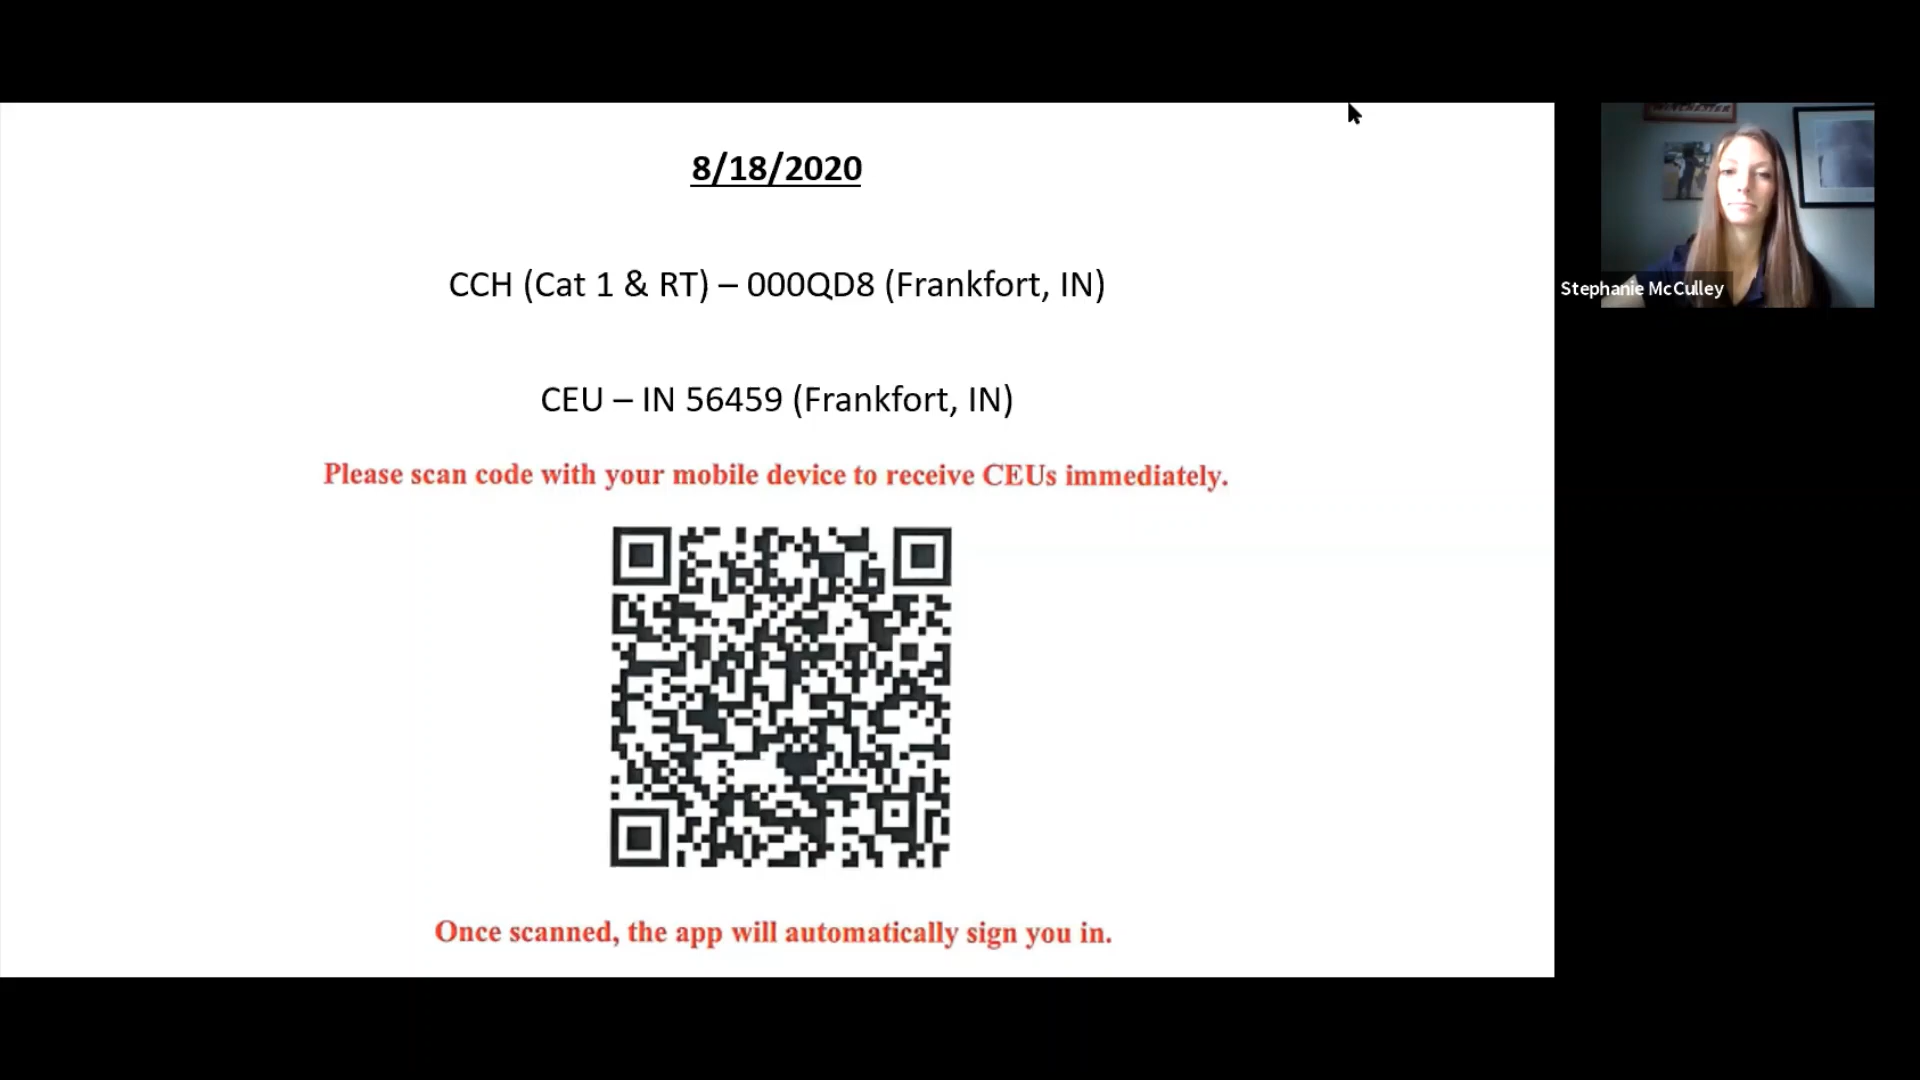 8/18/2020
CCH (Cat 1 & RT) – 000QD8 (Frankfort, IN)
CEU – IN 56459 (Frankfort, IN)
Please scan code with your mobile device to receive CEUs immediately.
Once scanned, the app will automatically sign you in.
WINCHESTER
Stephanie McCulley